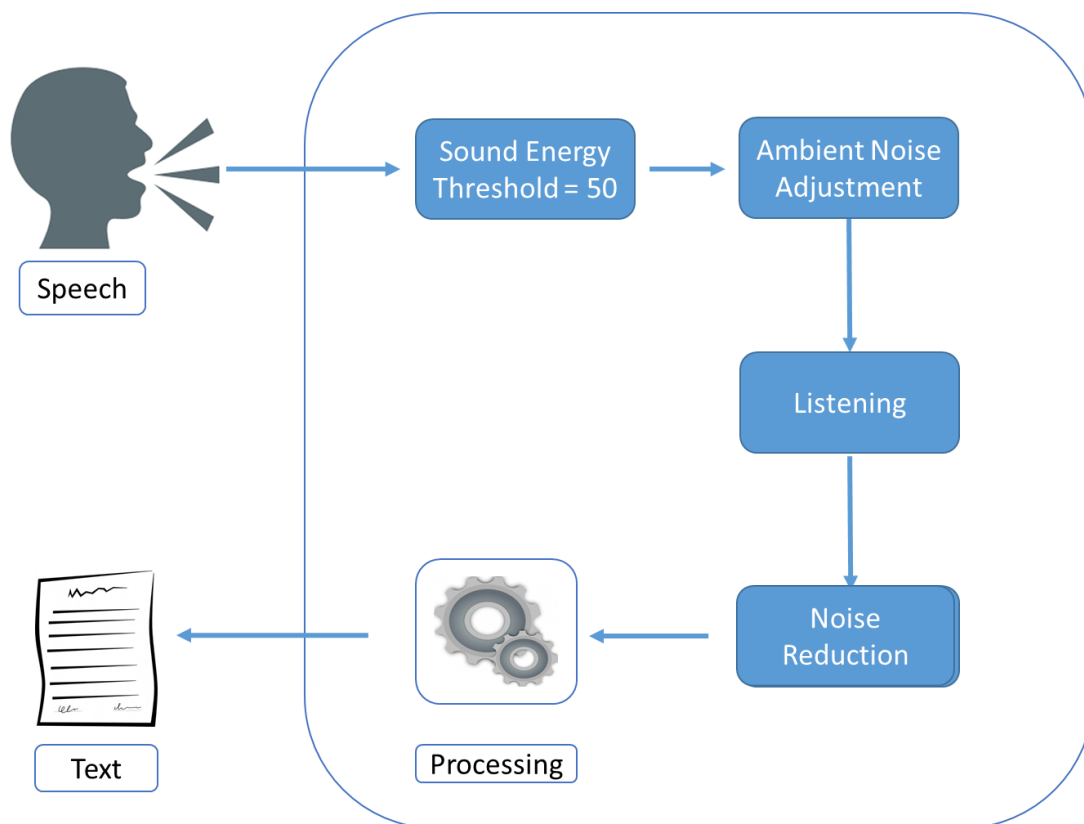 Sound Energy
Threshold = 50
Ambient Noise
Adjustment
Speech
Listening
Noise
Reduction
Processing
Text